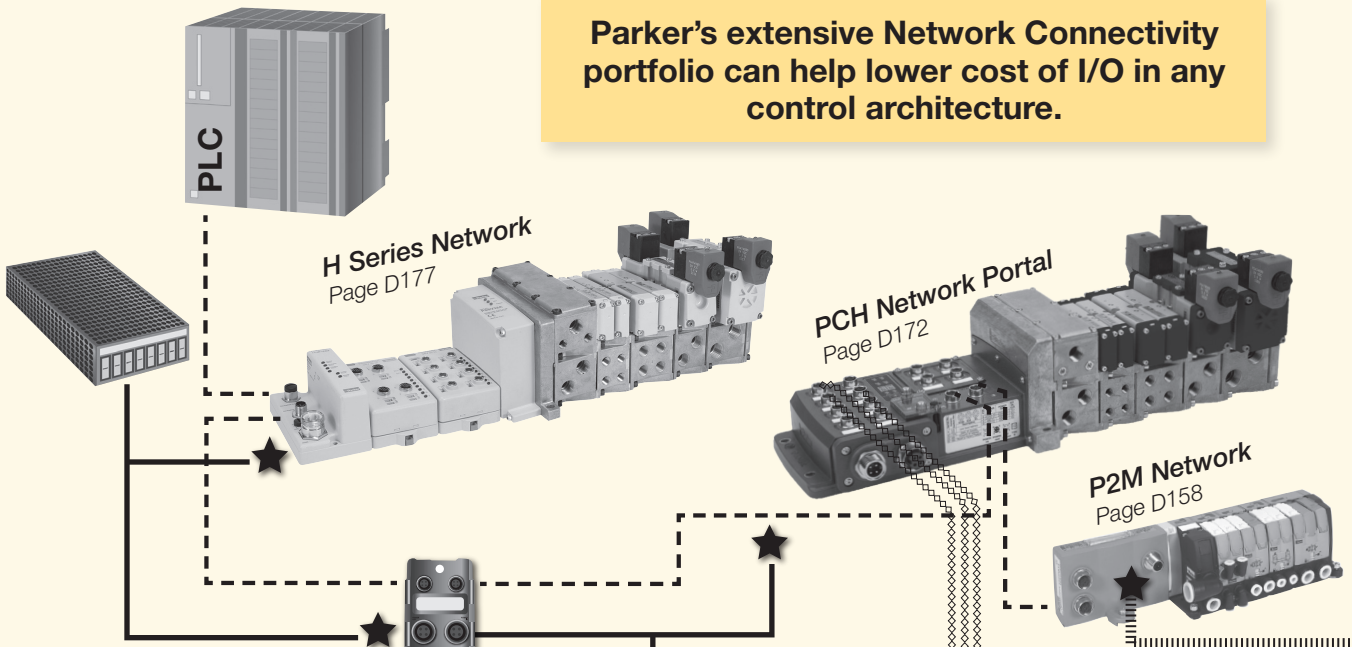 Parker's extensive Network Connectivity
portfolio can help lower cost of I/O in any
control architecture.
PLC
H Series Network
Page D177
PCH Network Portal
Page D172
P2M Network
Page D158